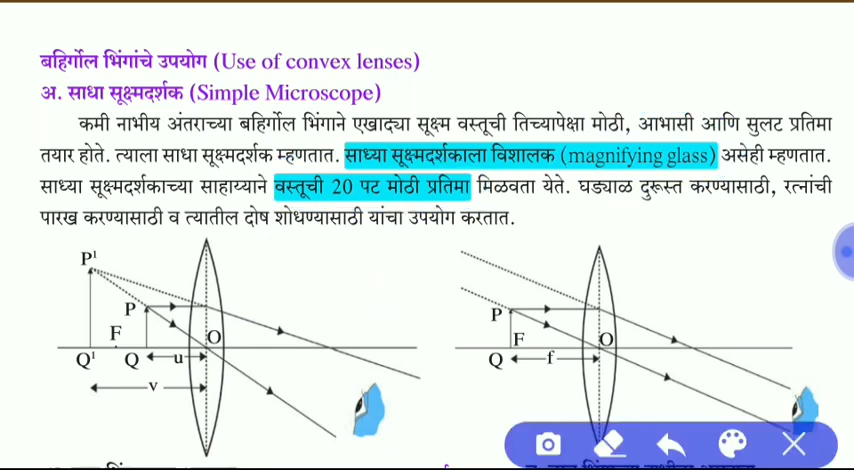 बहिर्गोल भिंगांचे उपयोग (Use of convex lenses)
अ. साधा सूक्ष्मदर्शक (Simple Microscope)
कमी नाभीय अंतराच्या बहिर्गोल भिंगाने एखाद्या सूक्ष्म वस्तूची तिच्यापेक्षा मोठी, आभासी आणि सुलट प्रतिमा
तयार होते. त्याला साधा सूक्ष्मदर्शक म्हणतात. साध्या सूक्ष्मदर्शकाला विशालक (magnifying glass) असेही म्हणतात.
साध्या सूक्ष्मदर्शकाच्या साहाय्याने वस्तूची 20 पट मोठी प्रतिमा मिळवता येते. घड्याळ दुरूस्त करण्यासाठी, रत्नांची
पारख करण्यासाठी व त्यातील दोष शोधण्यासाठी यांचा उपयोग करतात.
P¹
P
F
O
Q¹
Q
u
v
P
F
O
Q
f